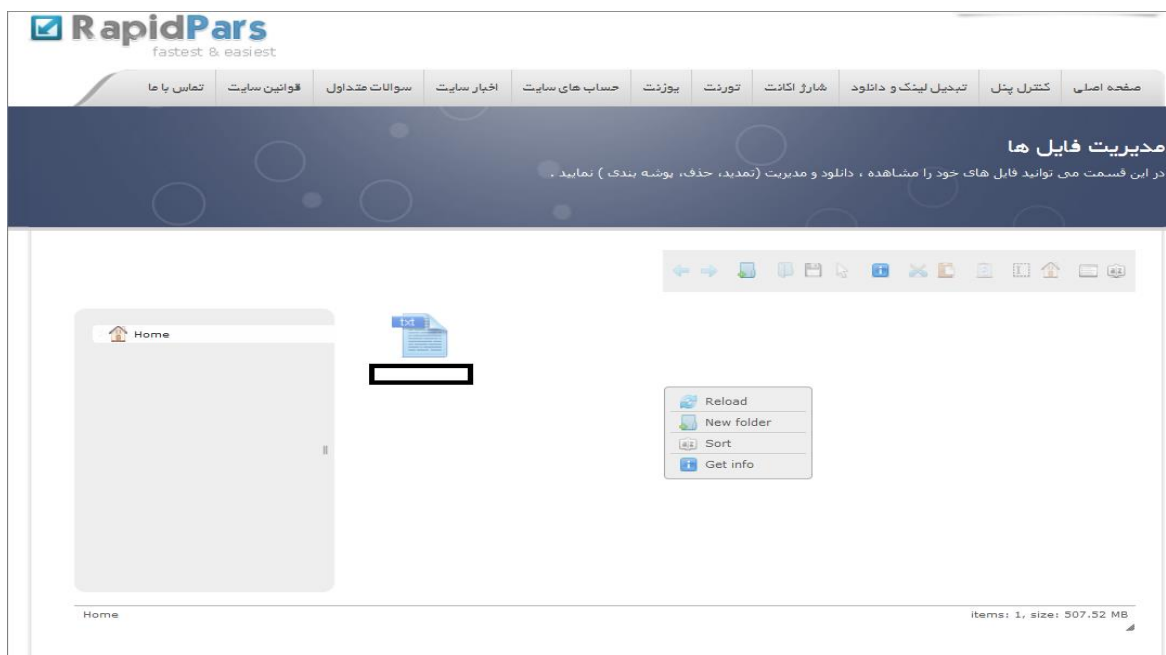 RapidPars
fastest & easiest
صفحه اصلی
کنترل پنل
تبدیل لینک و دانلود
شارژ اکانت
تورنت
یوزنت
حساب های سایت
اخبار سایت
سوالات متداول
قوانین سایت
تماس با ما
مدیریت فایل ها
در این قسمت می توانید فایل های خود را مشاهده ، دانلود و مدیریت (تمدید، حذف، پوشه بندی ) نمایید .
Home
txt
Reload
New folder
Sort
Get info
Home
items: 1, size: 507.52 MB